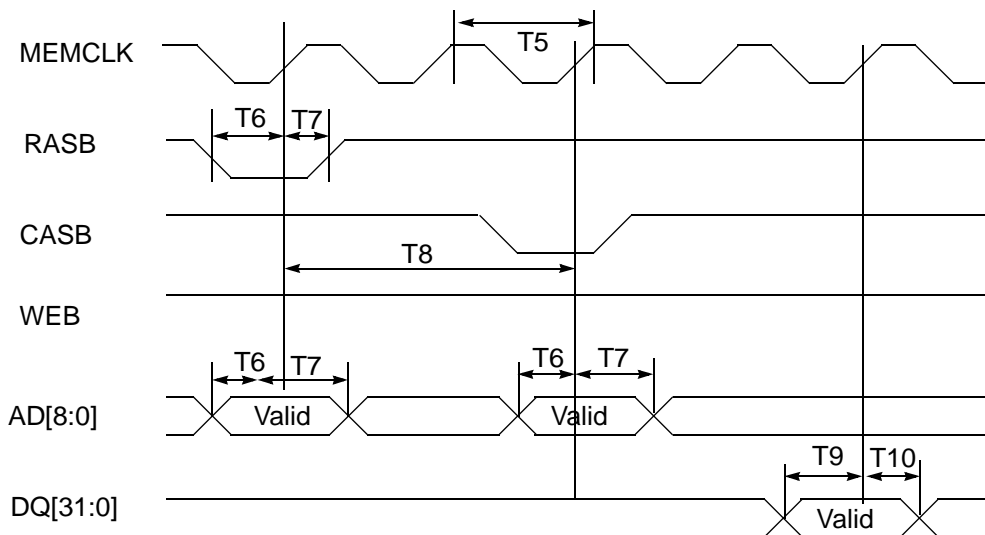 T5
MEMCLK
T6 T7
RASB
CASB
T8
WEB
T6 T7 T6 T7
AD[8:0] Valid Valid
T9 T10
DQ[31:0] Valid